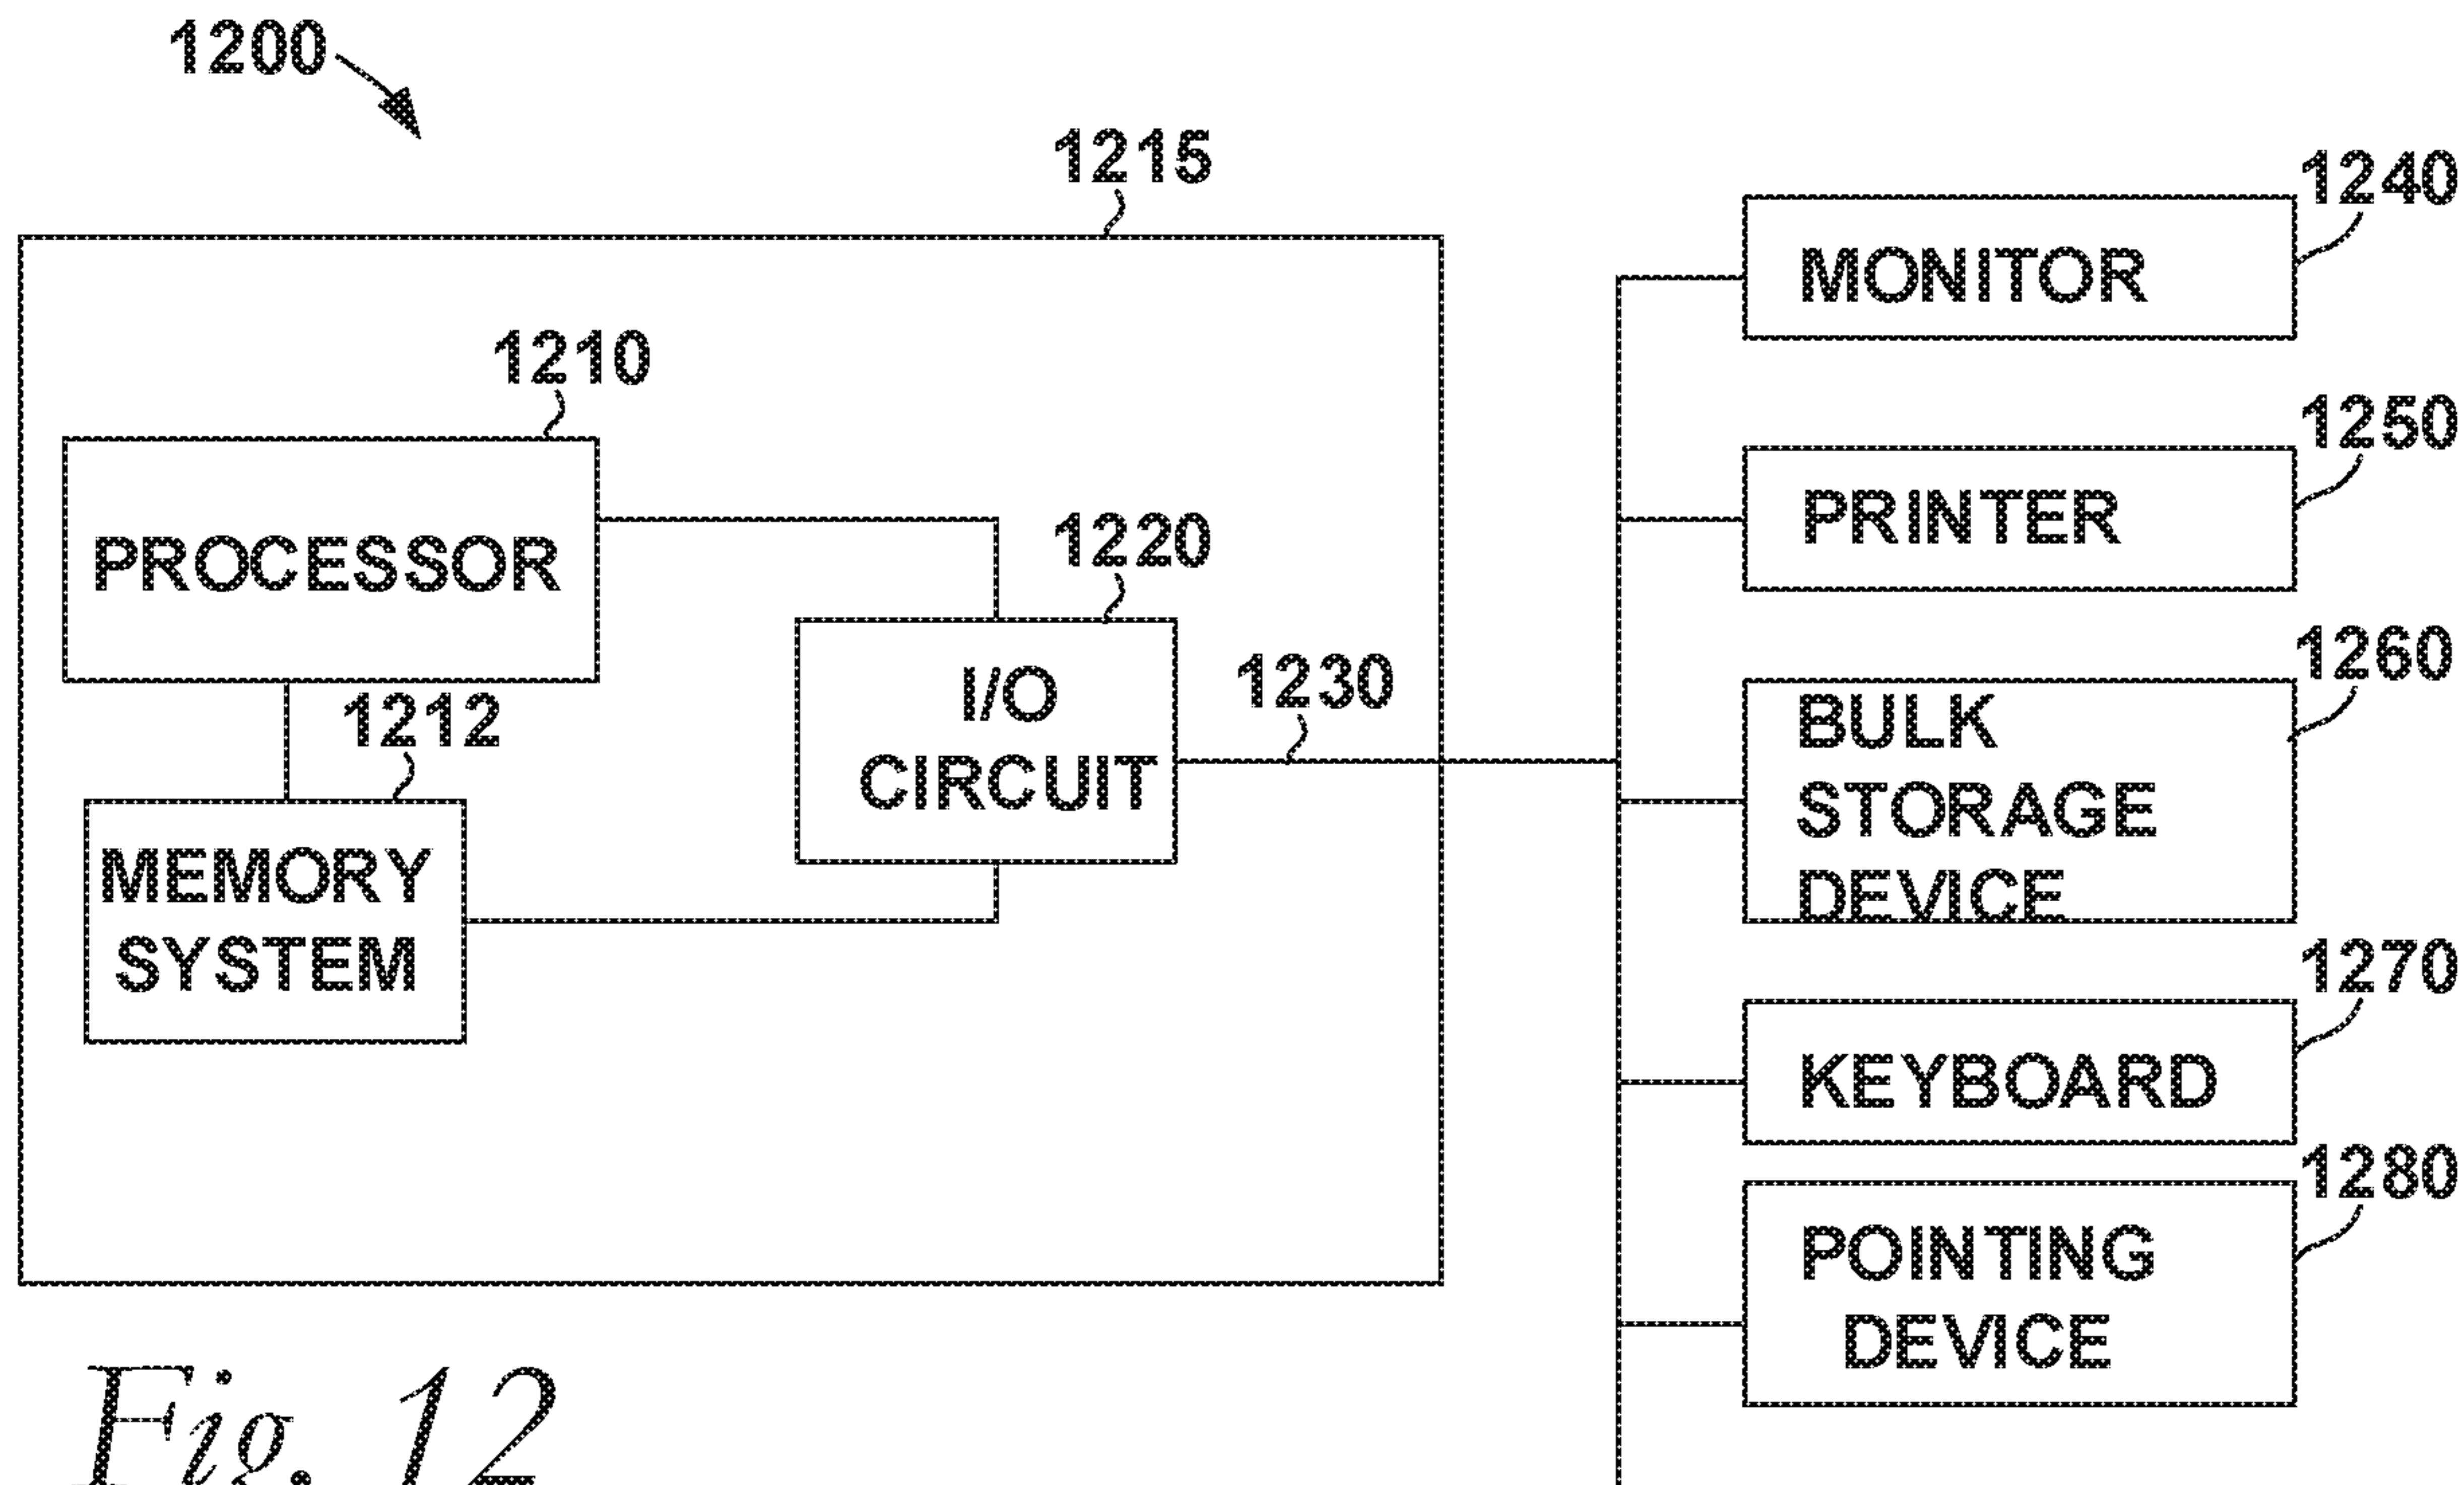 1200
1215
1240
MONITOR
1210
1250
PROCESSOR
1220
PRINTER
I/O
CIRCUIT
1230
1260
BULK
STORAGE
DEVICE
1212
MEMORY
SYSTEM
1270
KEYBOARD
1280
POINTING
DEVICE
Fig. 12